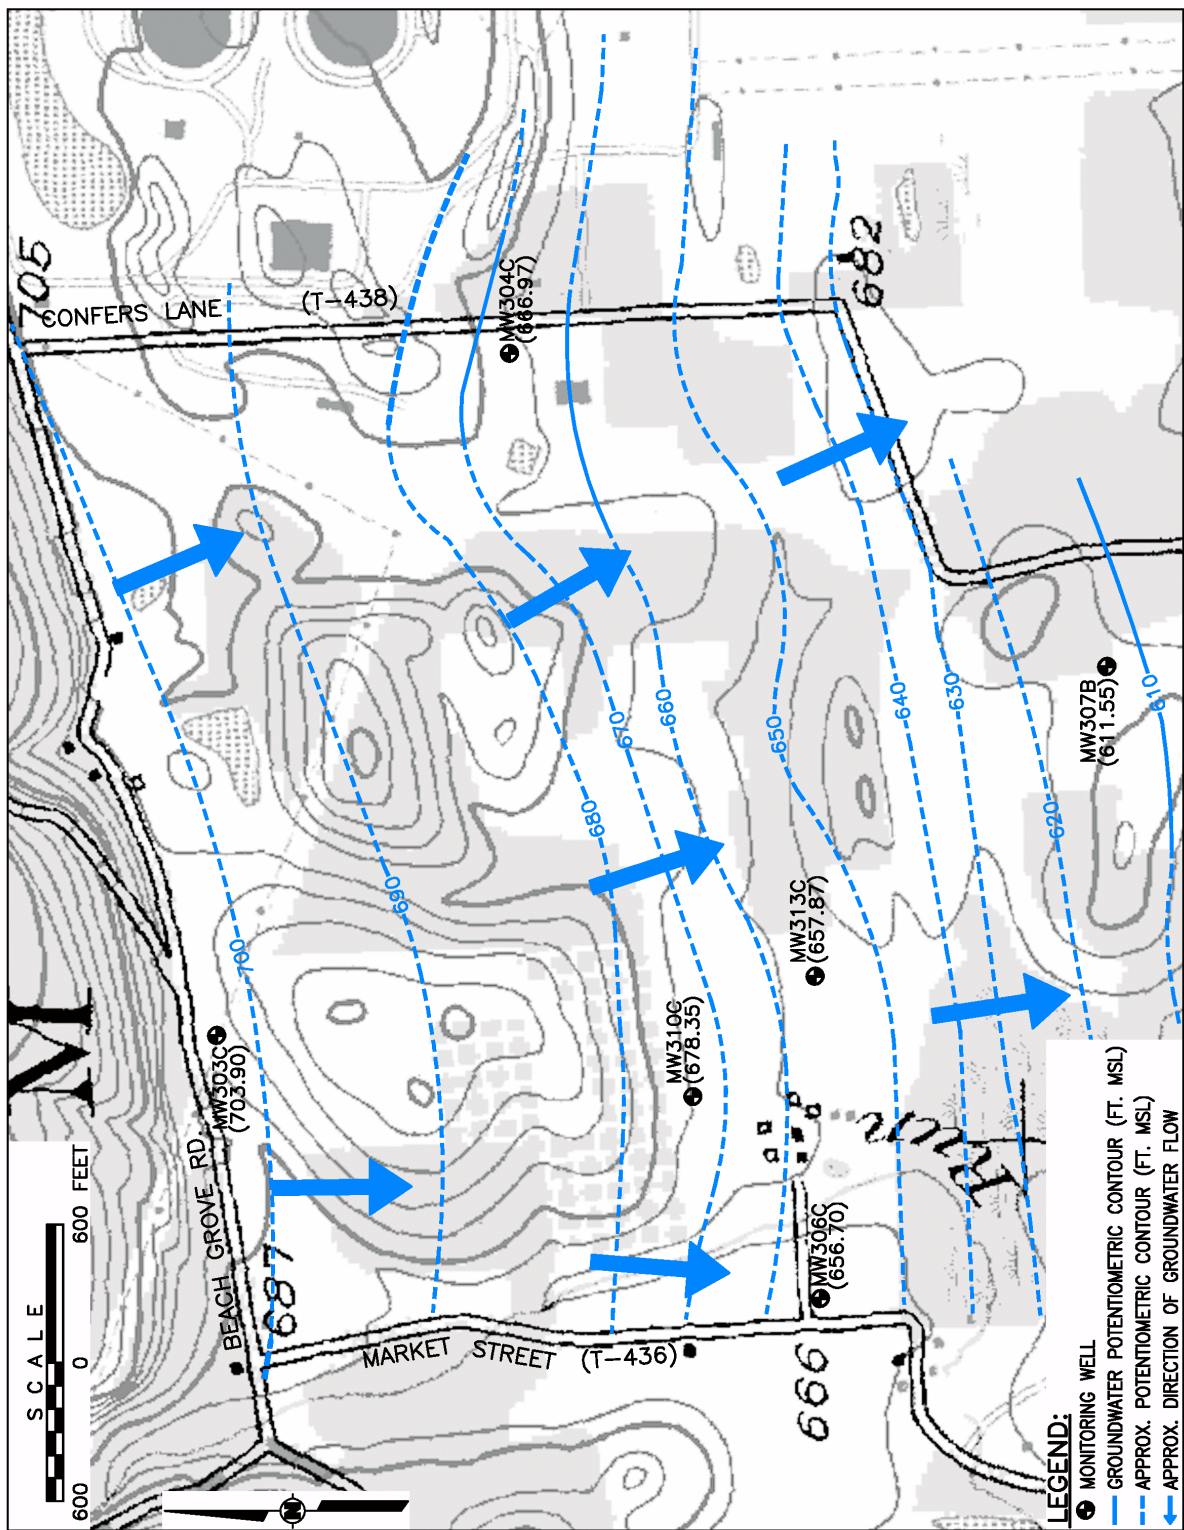 705
CONFERS LANE
(T-438)
MW304C
(666.97)
682
MW307B
(611.55)
610
620
630
640
650
660
670
680
690
700
MW313C
(657.87)
MW310C
(678.35)
MW303C
(703.90)
BEACH GROVE RD.
687
MARKET STREET (T-436)
MW306C
(656.70)
666
Run
M
SCALE
600 0 600 FEET
N
LEGEND:
MONITORING WELL
GROUNDWATER POTENTIOMETRIC CONTOUR (FT. MSL)
APPROX. POTENTIOMETRIC CONTOUR (FT. MSL)
APPROX. DIRECTION OF GROUNDWATER FLOW